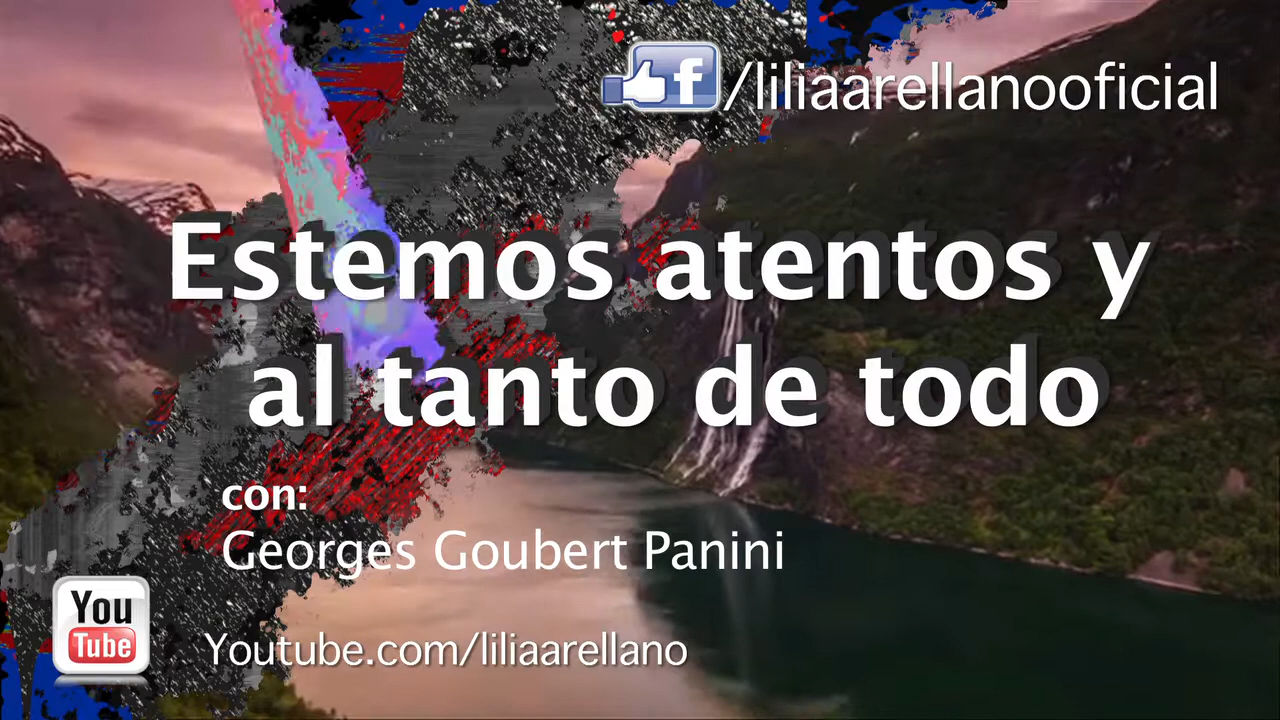 /liliaarellanooficial
Estemos atentos y
al tanto de todo
con:
Georges Goubert Panini
You
Tube
Youtube.com/liliaarellano